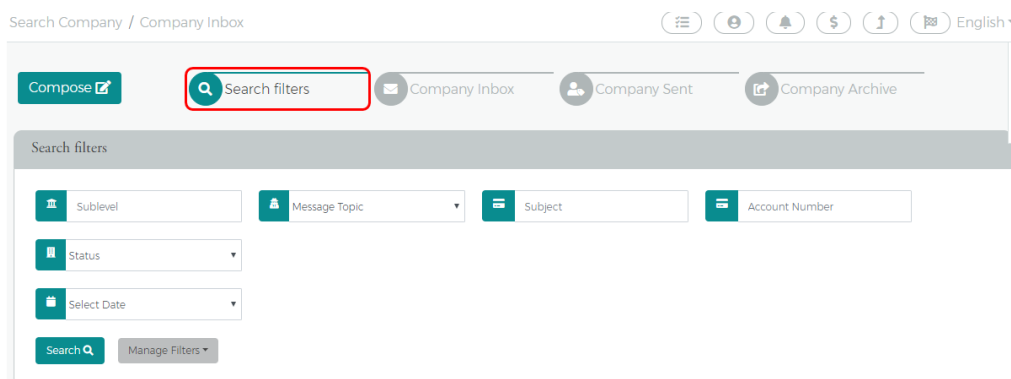 Search Company / Company Inbox
$
English
Compose
Search filters
Company Inbox
Company Sent
Company Archive
Search filters
Sublevel
Message Topic
Subject
Account Number
Status
Select Date
Search
Manage Filters